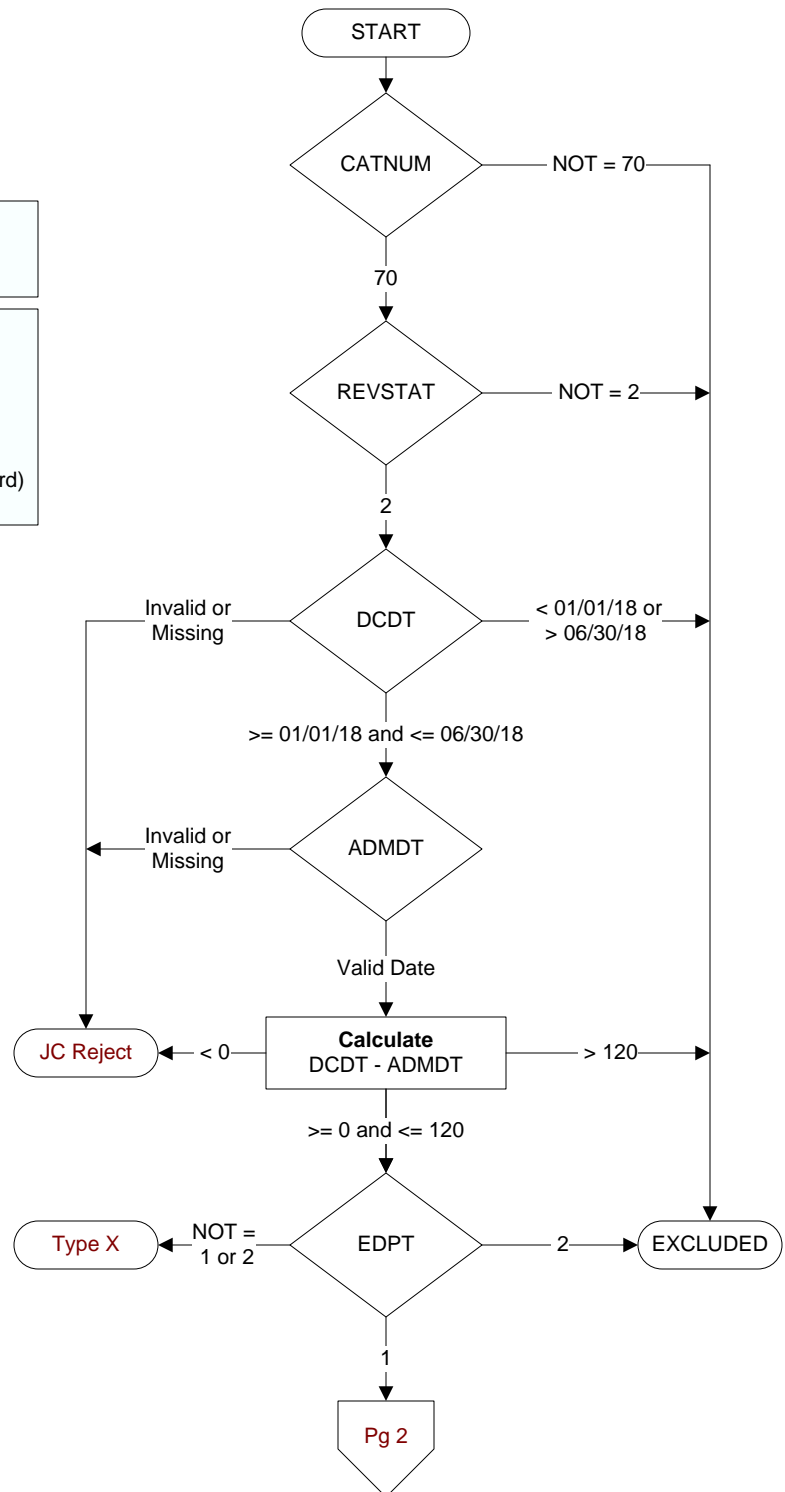 START
CATNUM
NOT = 70
70
REVSTAT
NOT = 2
rd)
2
Invalid or
Missing
DCDT
< 01/01/18 or
> 06/30/18
>= 01/01/18 and <= 06/30/18
Invalid or
Missing
ADMDT
Valid Date
JC Reject
< 0
Calculate
DCDT - ADMDT
> 120
>= 0 and <= 120
Type X
NOT =
1 or 2
EDPT
2
EXCLUDED
1
Pg 2